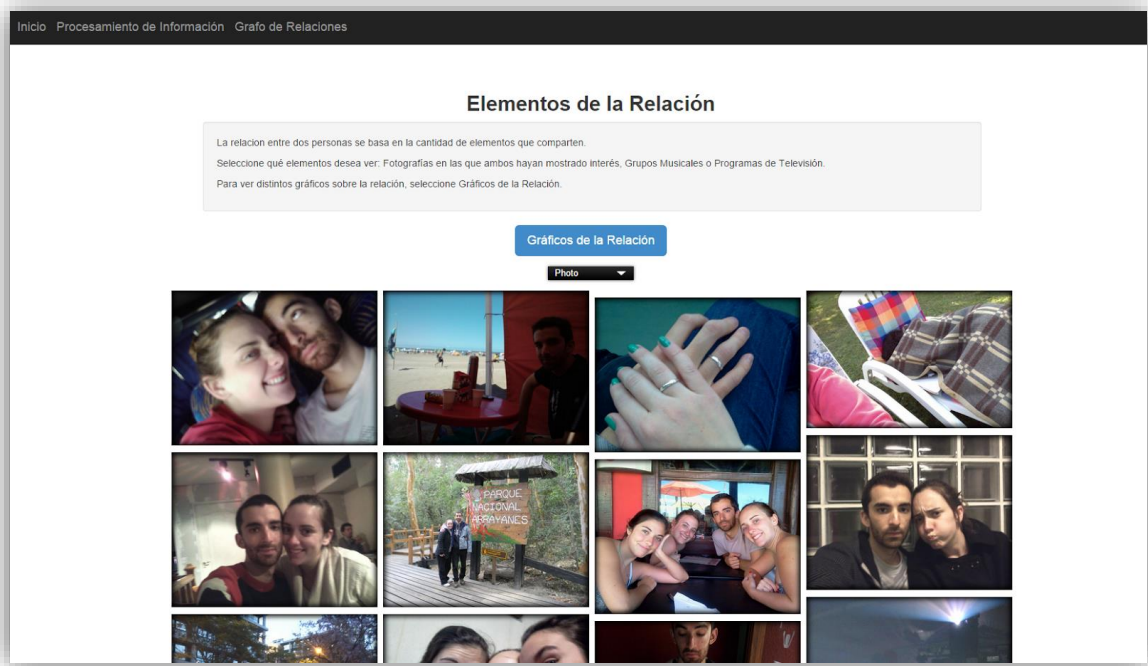 Inicio Procesamiento de Información Grafo de Relaciones
Elementos de la Relación
La relacion entre dos personas se basa en la cantidad de elementos que comparten.
Seleccione qué elementos desea ver: Fotografías en las que ambos hayan mostrado interés, Grupos Musicales o Programas de Televisión.
Para ver distintos gráficos sobre la relación, seleccione Gráficos de la Relación.
Gráficos de la Relación
Photo
PARQUE
NACIONAL
ARRAYANES